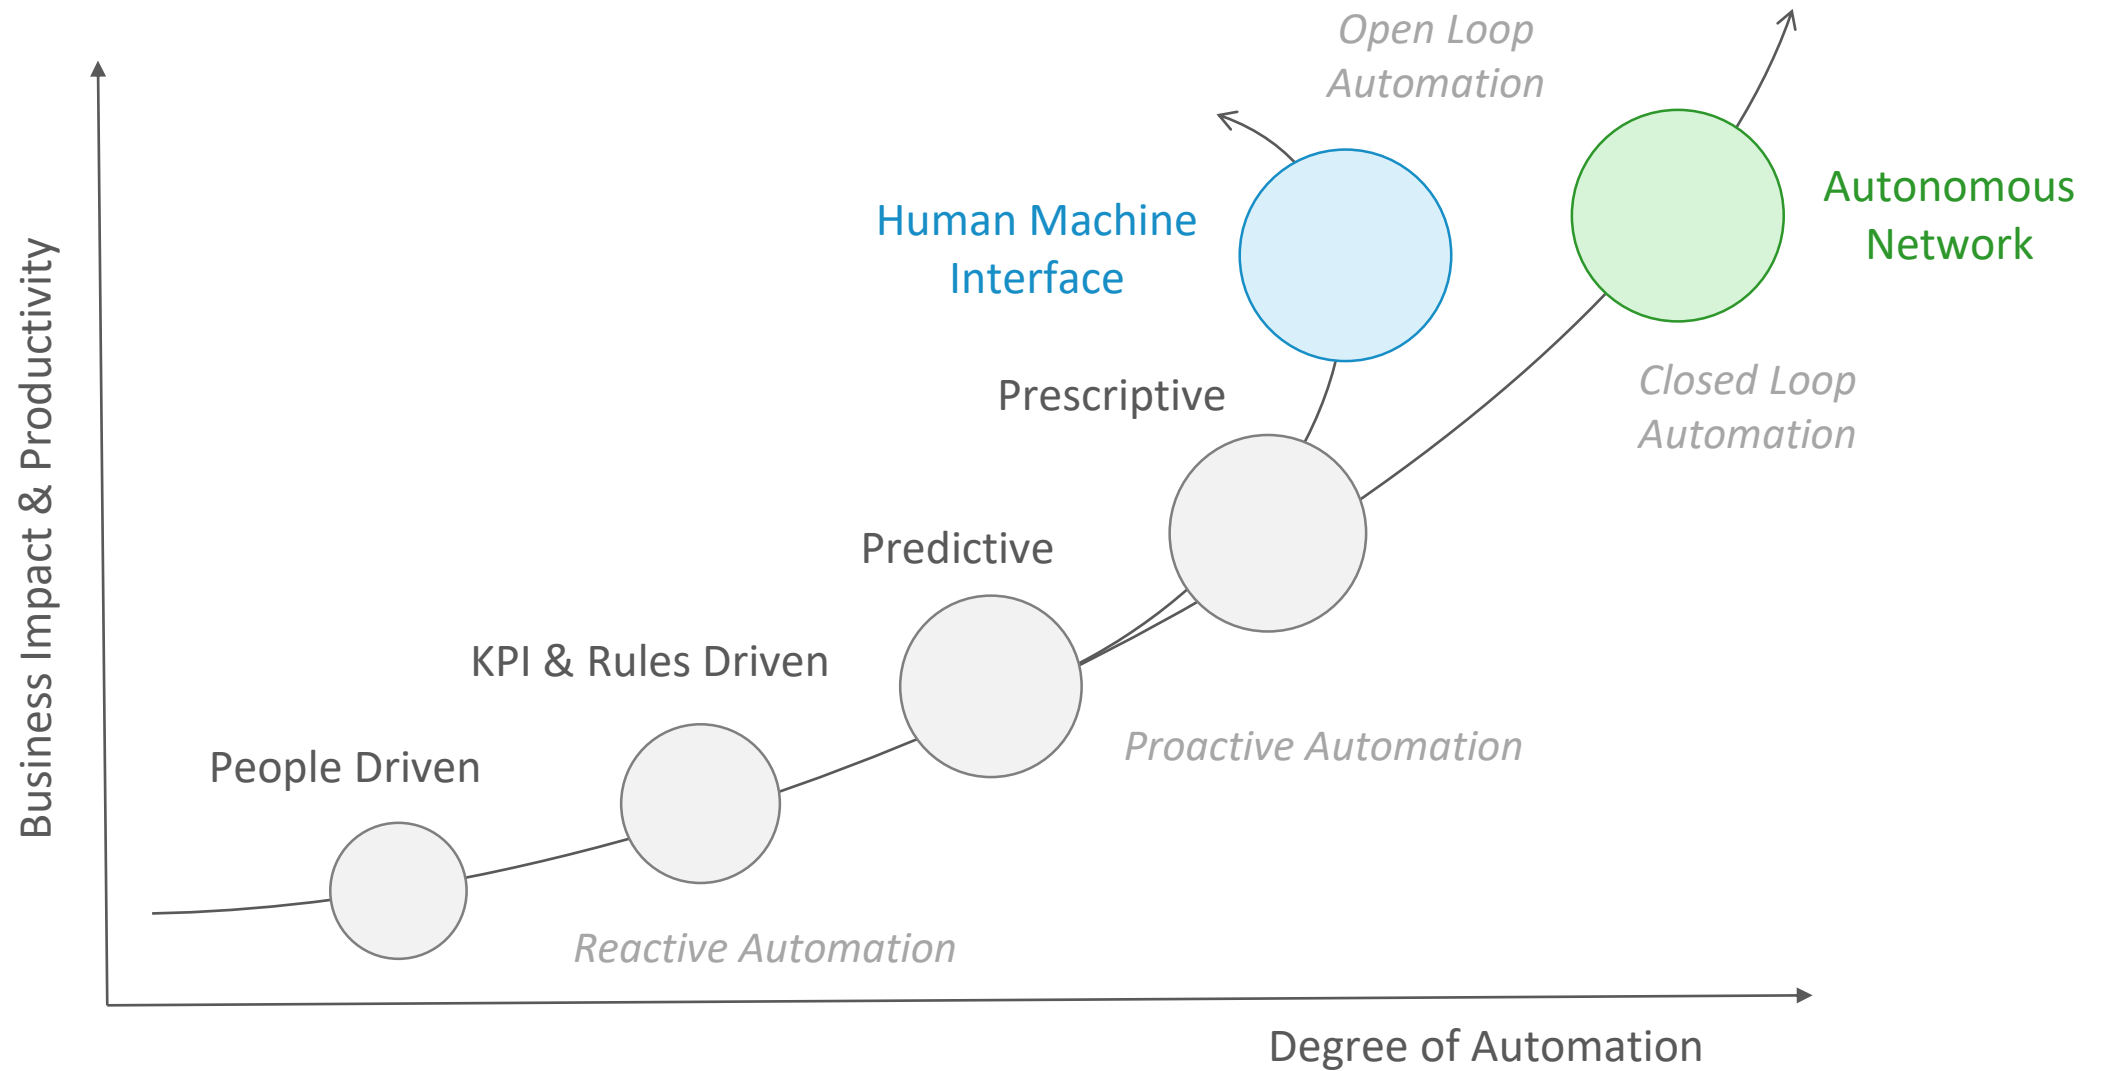 Open Loop
Automation
Autonomous
Network
Human Machine
Interface
Closed Loop
Automation
Prescriptive
Predictive
KPI & Rules Driven
Proactive Automation
People Driven
Reactive Automation
Business Impact & Productivity
Degree of Automation